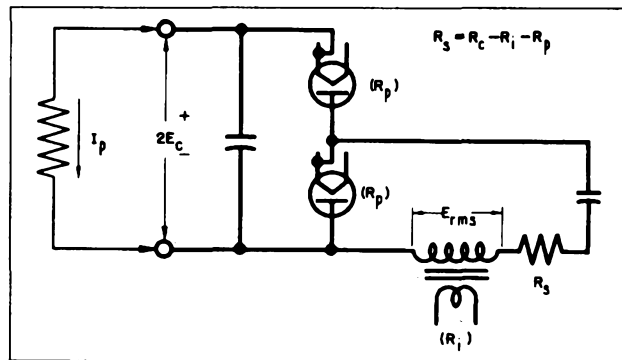 R_s = R_c – R_i – R_p
(R_p)
I_p
+
2E_c
–
(R_p)
E_rms
R_s
(R_i)